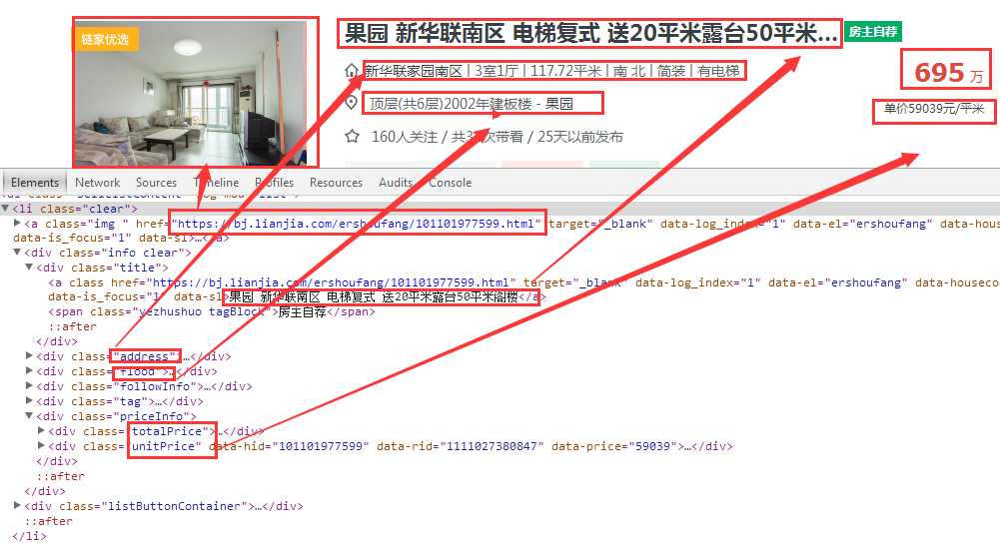 链家优选
果园 新华联南区 电梯复式 送20平米露台50平米...
房主自荐
新华联家园南区 | 3室1厅 | 117.72平米 | 南 北 | 简装 | 有电梯
695 万
顶层(共6层)2002年建板楼 - 果园
单价59039元/平米
160人关注 / 共3 次带看 / 25天以前发布
Elements Network Sources Timeline Profiles Resources Audits Console
<li class="clear">
<a class="img " href="https://bj.lianjia.com/ershoufang/101101977599.html" target="_blank" data-log_index="1" data-el="ershoufang" data-hous
data-is_focus="1" data-sl>…</a>
<div class="info clear">
<div class="title">
<a class href="https://bj.lianjia.com/ershoufang/101101977599.html" target="_blank" data-log_index="1" data-el="ershoufang" data-houseco
data-is_focus="1" data-sl>果园 新华联南区 电梯复式 送20平米露台50平米阁楼</a>
<span class="yezhushuo tagBlock">房主自荐</span>
::after
</div>
<div class="address">…</div>
<div class="flood">…</div>
<div class="followInfo">…</div>
<div class="tag">…</div>
<div class="priceInfo">
<div class="totalPrice">…</div>
<div class="unitPrice" data-hid="101101977599" data-rid="1111027380847" data-price="59039">…</div>
</div>
::after
</div>
<div class="listButtonContainer">…</div>
::after
</li>